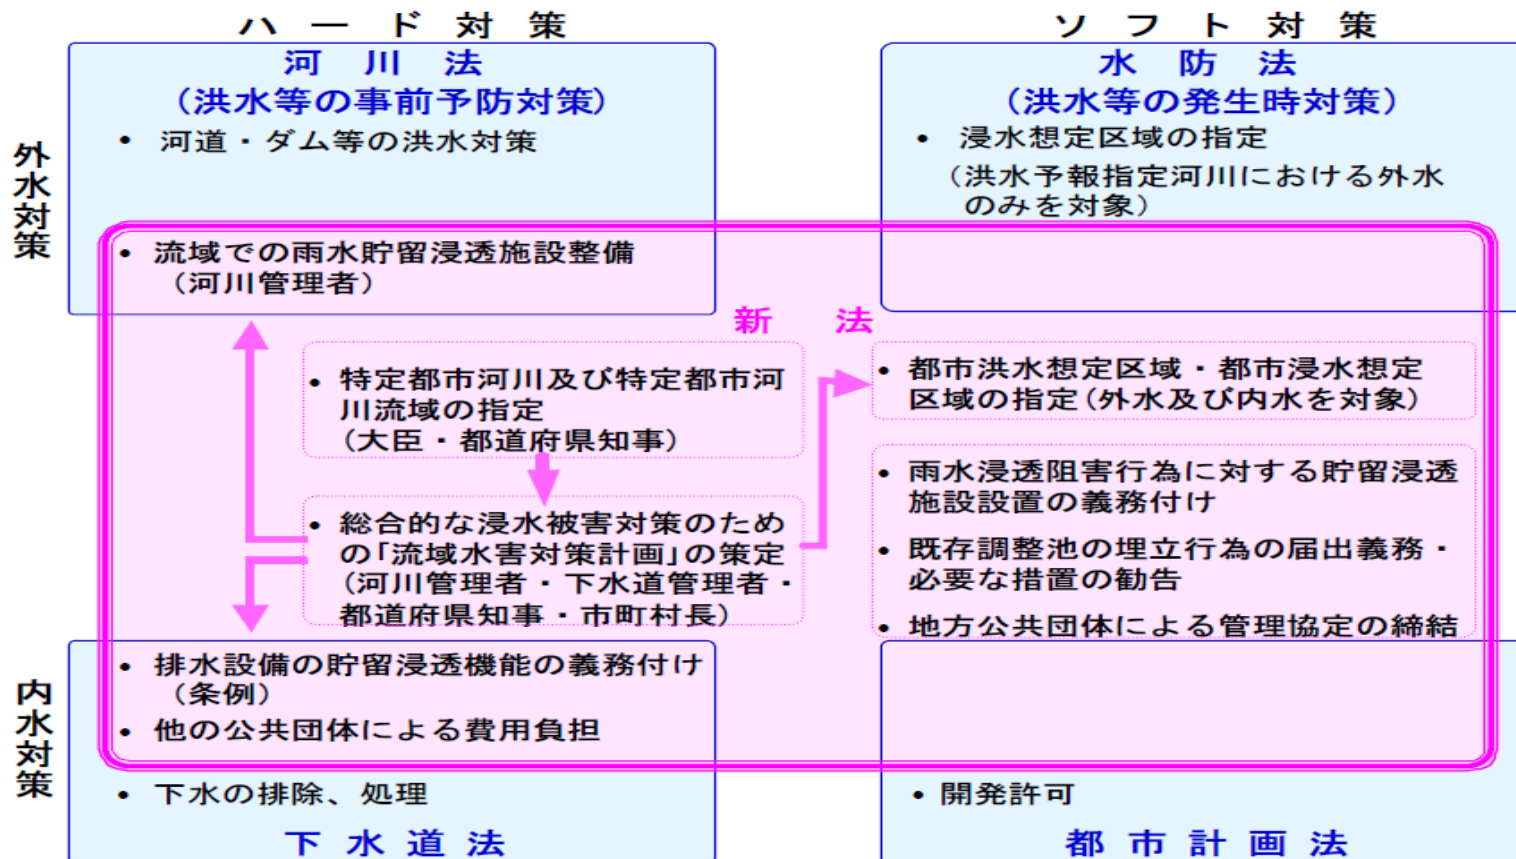 ハード対策
ソフト対策
外水対策
河川法
（洪水等の事前予防対策）
• 河道・ダム等の洪水対策
水防法
（洪水等の発生時対策）
• 浸水想定区域の指定
（洪水予報指定河川における外水
のみを対象）
• 流域での雨水貯留浸透施設整備
（河川管理者）
新法
• 特定都市河川及び特定都市河
川流域の指定
（大臣・都道府県知事）
• 総合的な浸水被害対策のため
の「流域水害対策計画」の策定
（河川管理者・下水道管理者・
都道府県知事・市町村長）
• 都市洪水想定区域・都市浸水想定
区域の指定（外水及び内水を対象）
• 雨水浸透阻害行為に対する貯留浸透
施設設置の義務付け
• 既存調整池の埋立行為の届出義務・
必要な措置の勧告
• 地方公共団体による管理協定の締結
内水対策
• 排水設備の貯留浸透機能の義務付け
（条例）
• 他の公共団体による費用負担
• 下水の排除、処理
下水道法
• 開発許可
都市計画法